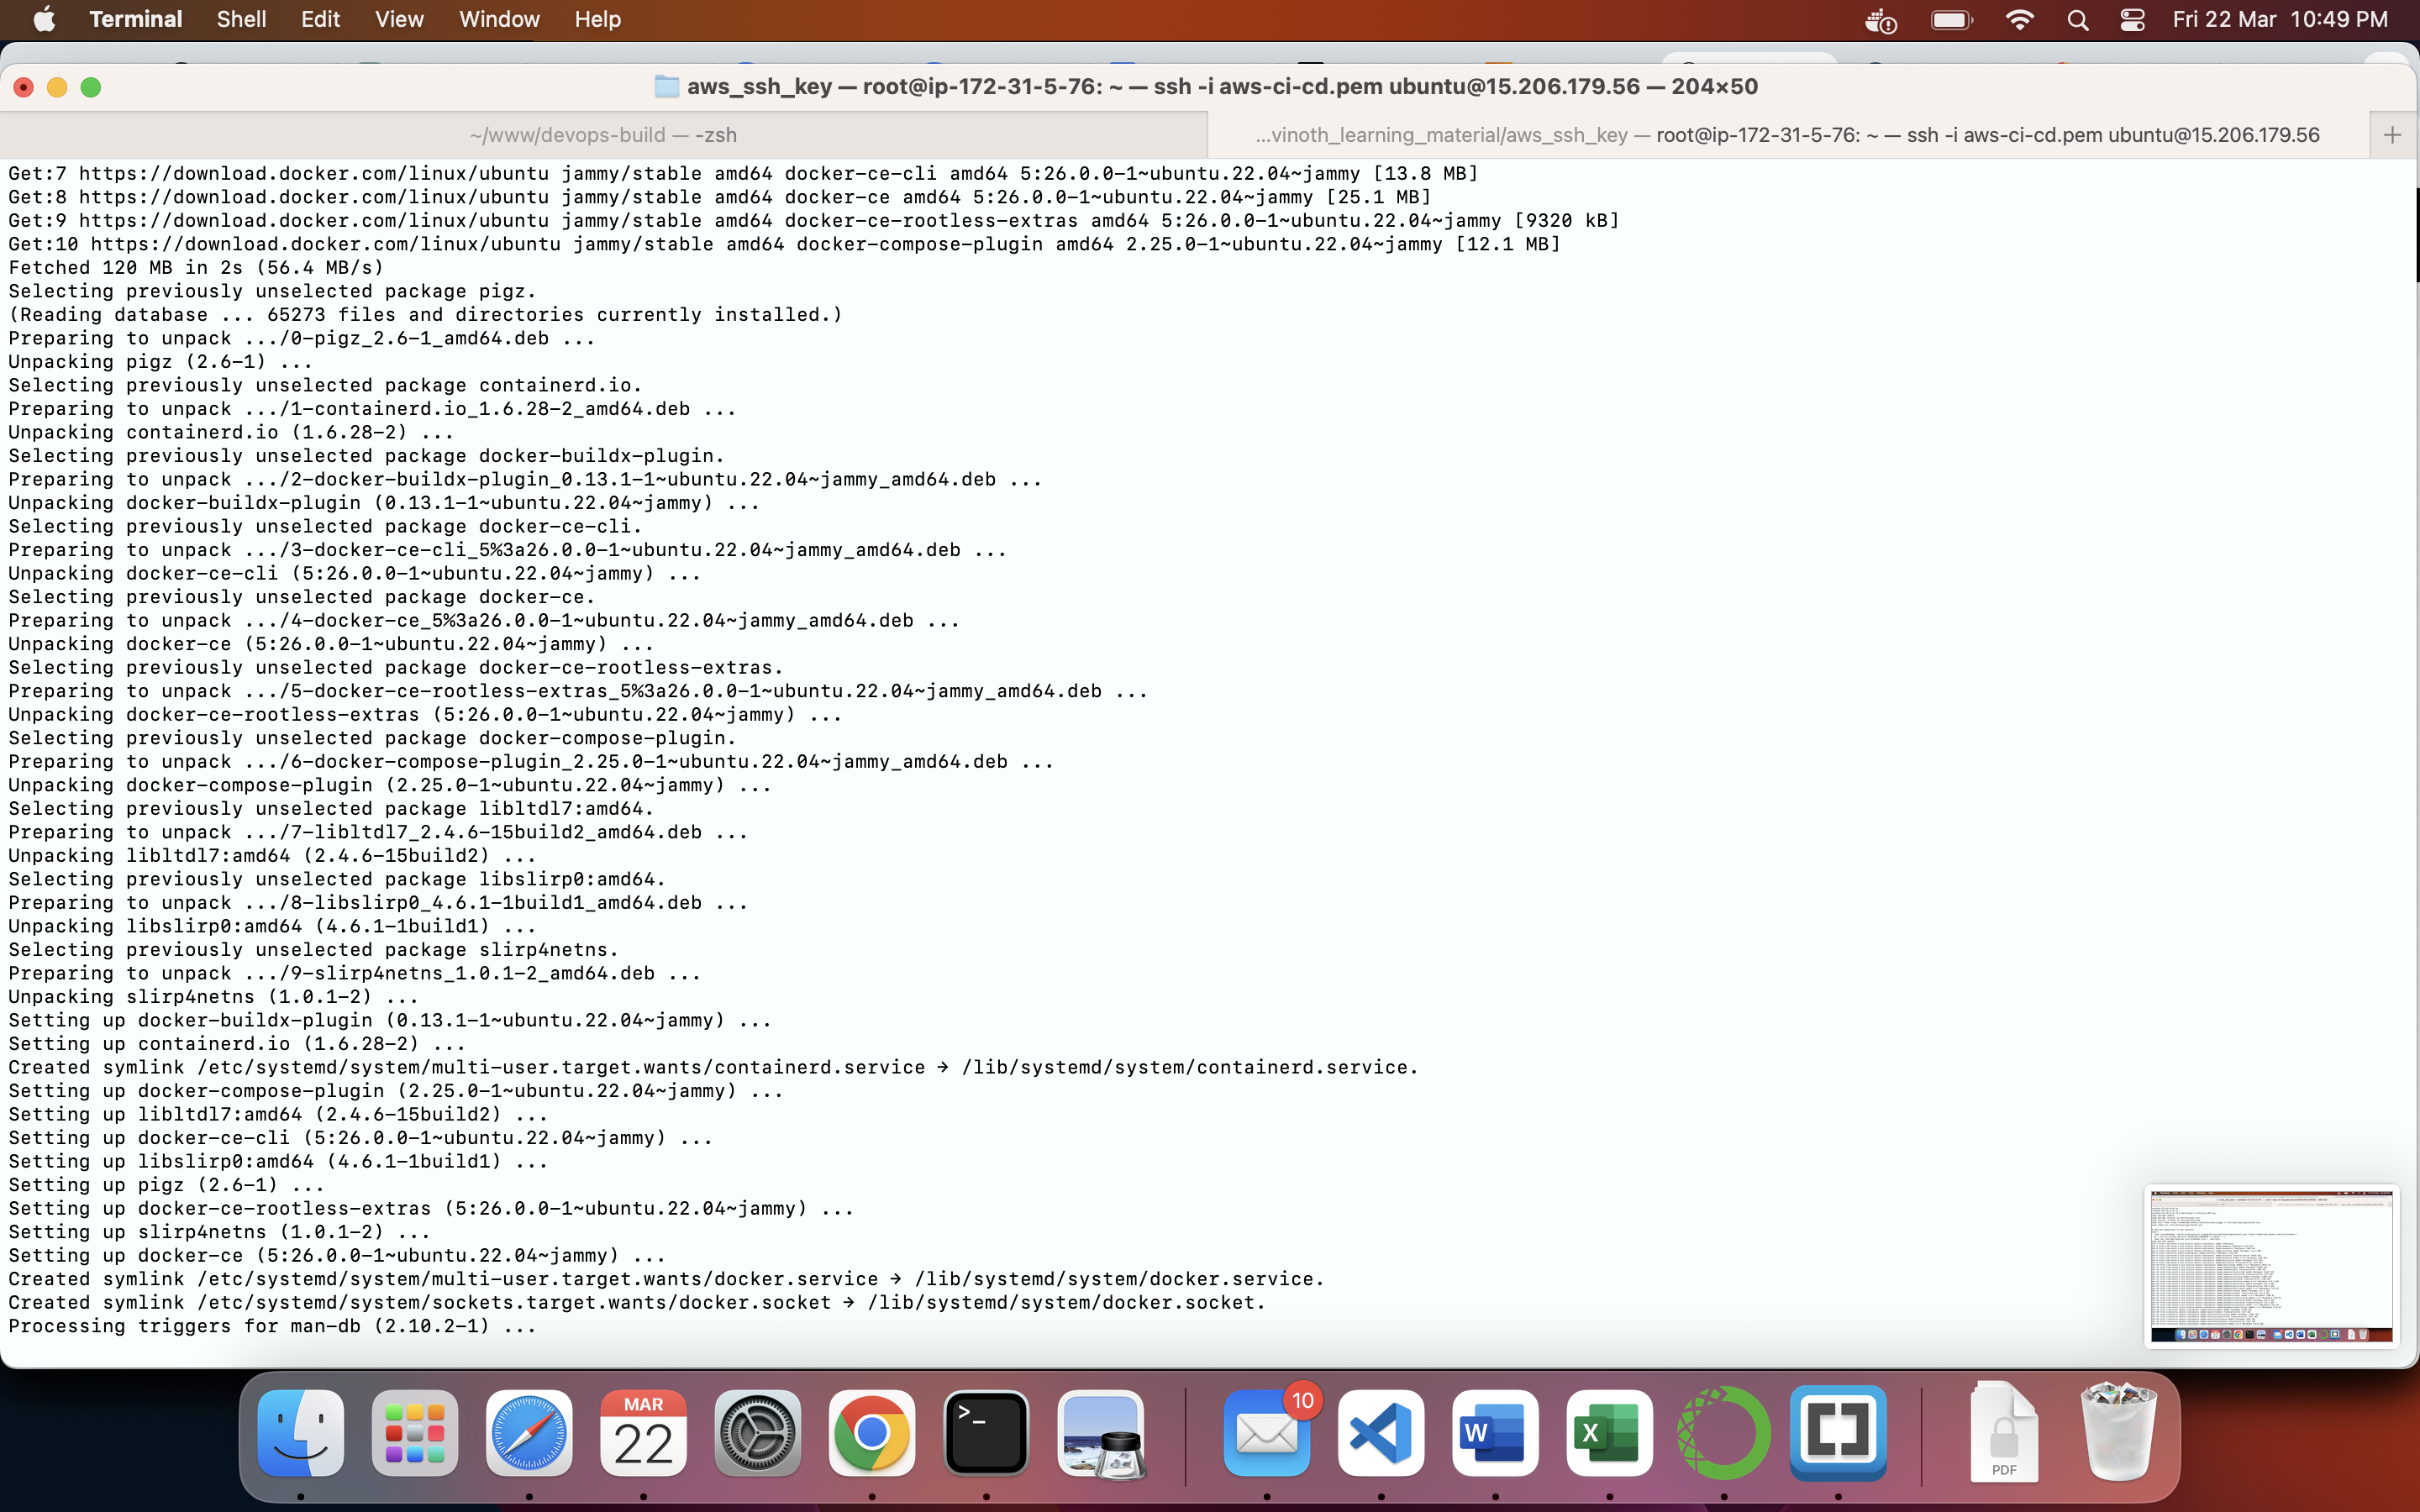 Terminal Shell Edit View Window Help Fri 22 Mar 10:49 PM
aws_ssh_key — root@ip-172-31-5-76: ~ — ssh -i aws-ci-cd.pem ubuntu@15.206.179.56 — 204×50
~/www/devops-build — -zsh
...vinoth_learning_material/aws_ssh_key — root@ip-172-31-5-76: ~ — ssh -i aws-ci-cd.pem ubuntu@15.206.179.56
Get:7 https://download.docker.com/linux/ubuntu jammy/stable amd64 docker-ce-cli amd64 5:26.0.0-1~ubuntu.22.04~jammy [13.8 MB]
Get:8 https://download.docker.com/linux/ubuntu jammy/stable amd64 docker-ce amd64 5:26.0.0-1~ubuntu.22.04~jammy [25.1 MB]
Get:9 https://download.docker.com/linux/ubuntu jammy/stable amd64 docker-ce-rootless-extras amd64 5:26.0.0-1~ubuntu.22.04~jammy [9320 kB]
Get:10 https://download.docker.com/linux/ubuntu jammy/stable amd64 docker-compose-plugin amd64 2.25.0-1~ubuntu.22.04~jammy [12.1 MB]
Fetched 120 MB in 2s (56.4 MB/s)
Selecting previously unselected package pigz.
(Reading database ... 65273 files and directories currently installed.)
Preparing to unpack .../0-pigz_2.6-1_amd64.deb ...
Unpacking pigz (2.6-1) ...
Selecting previously unselected package containerd.io.
Preparing to unpack .../1-containerd.io_1.6.28-2_amd64.deb ...
Unpacking containerd.io (1.6.28-2) ...
Selecting previously unselected package docker-buildx-plugin.
Preparing to unpack .../2-docker-buildx-plugin_0.13.1-1~ubuntu.22.04~jammy_amd64.deb ...
Unpacking docker-buildx-plugin (0.13.1-1~ubuntu.22.04~jammy) ...
Selecting previously unselected package docker-ce-cli.
Preparing to unpack .../3-docker-ce-cli_5%3a26.0.0-1~ubuntu.22.04~jammy_amd64.deb ...
Unpacking docker-ce-cli (5:26.0.0-1~ubuntu.22.04~jammy) ...
Selecting previously unselected package docker-ce.
Preparing to unpack .../4-docker-ce_5%3a26.0.0-1~ubuntu.22.04~jammy_amd64.deb ...
Unpacking docker-ce (5:26.0.0-1~ubuntu.22.04~jammy) ...
Selecting previously unselected package docker-ce-rootless-extras.
Preparing to unpack .../5-docker-ce-rootless-extras_5%3a26.0.0-1~ubuntu.22.04~jammy_amd64.deb ...
Unpacking docker-ce-rootless-extras (5:26.0.0-1~ubuntu.22.04~jammy) ...
Selecting previously unselected package docker-compose-plugin.
Preparing to unpack .../6-docker-compose-plugin_2.25.0-1~ubuntu.22.04~jammy_amd64.deb ...
Unpacking docker-compose-plugin (2.25.0-1~ubuntu.22.04~jammy) ...
Selecting previously unselected package libltdl7:amd64.
Preparing to unpack .../7-libltdl7_2.4.6-15build2_amd64.deb ...
Unpacking libltdl7:amd64 (2.4.6-15build2) ...
Selecting previously unselected package libslirp0:amd64.
Preparing to unpack .../8-libslirp0_4.6.1-1build1_amd64.deb ...
Unpacking libslirp0:amd64 (4.6.1-1build1) ...
Selecting previously unselected package slirp4netns.
Preparing to unpack .../9-slirp4netns_1.0.1-2_amd64.deb ...
Unpacking slirp4netns (1.0.1-2) ...
Setting up docker-buildx-plugin (0.13.1-1~ubuntu.22.04~jammy) ...
Setting up containerd.io (1.6.28-2) ...
Created symlink /etc/systemd/system/multi-user.target.wants/containerd.service → /lib/systemd/system/containerd.service.
Setting up docker-compose-plugin (2.25.0-1~ubuntu.22.04~jammy) ...
Setting up libltdl7:amd64 (2.4.6-15build2) ...
Setting up docker-ce-cli (5:26.0.0-1~ubuntu.22.04~jammy) ...
Setting up libslirp0:amd64 (4.6.1-1build1) ...
Setting up pigz (2.6-1) ...
Setting up docker-ce-rootless-extras (5:26.0.0-1~ubuntu.22.04~jammy) ...
Setting up slirp4netns (1.0.1-2) ...
Setting up docker-ce (5:26.0.0-1~ubuntu.22.04~jammy) ...
Created symlink /etc/systemd/system/multi-user.target.wants/docker.service → /lib/systemd/system/docker.service.
Created symlink /etc/systemd/system/sockets.target.wants/docker.socket → /lib/systemd/system/docker.socket.
Processing triggers for man-db (2.10.2-1) ...
MAR
22
>_
10
W
X
PDF